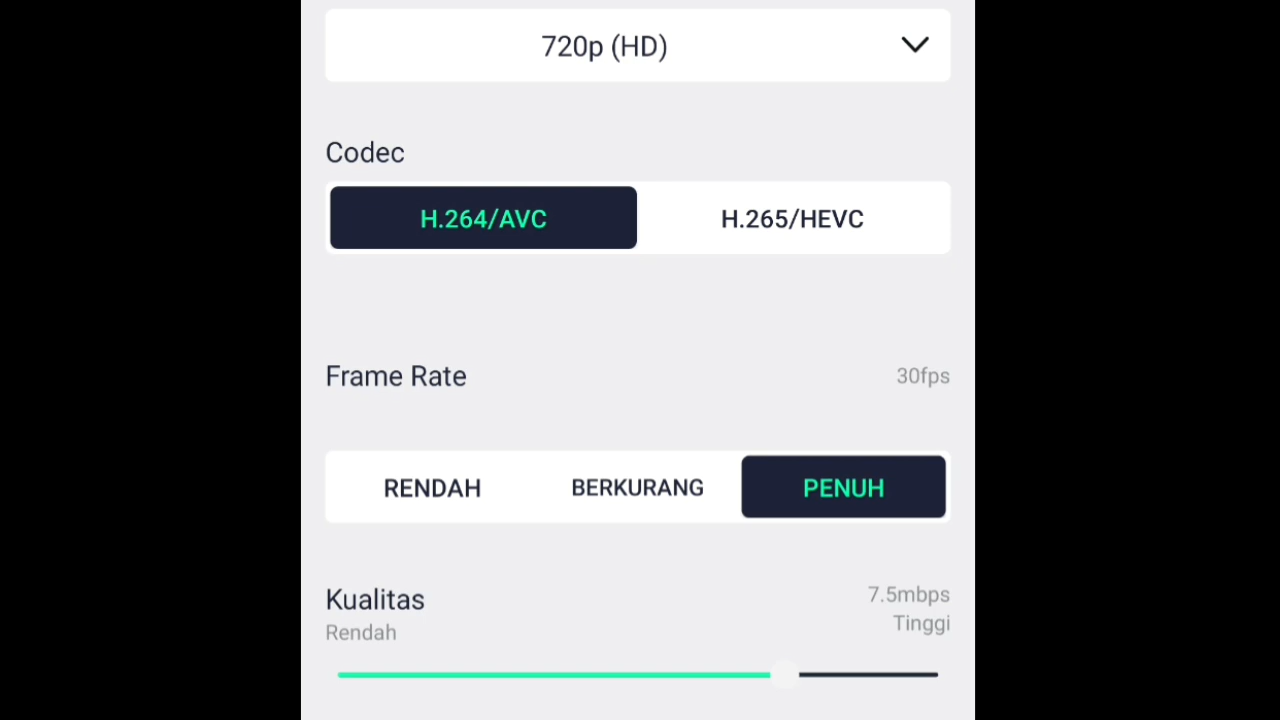 720p (HD)
Codec
H.264/AVC
H.265/HEVC
Frame Rate
30fps
RENDAH
BERKURANG
PENUH
Kualitas
7.5mbps
Rendah
Tinggi